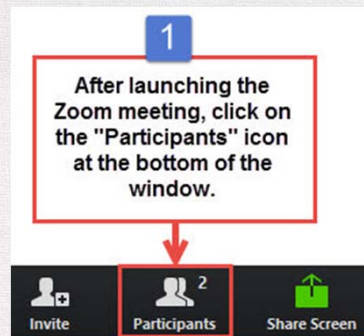 1
After launching the
Zoom meeting, click on
the "Participants" icon
at the bottom of the
window.
2
Invite Participants Share Screen